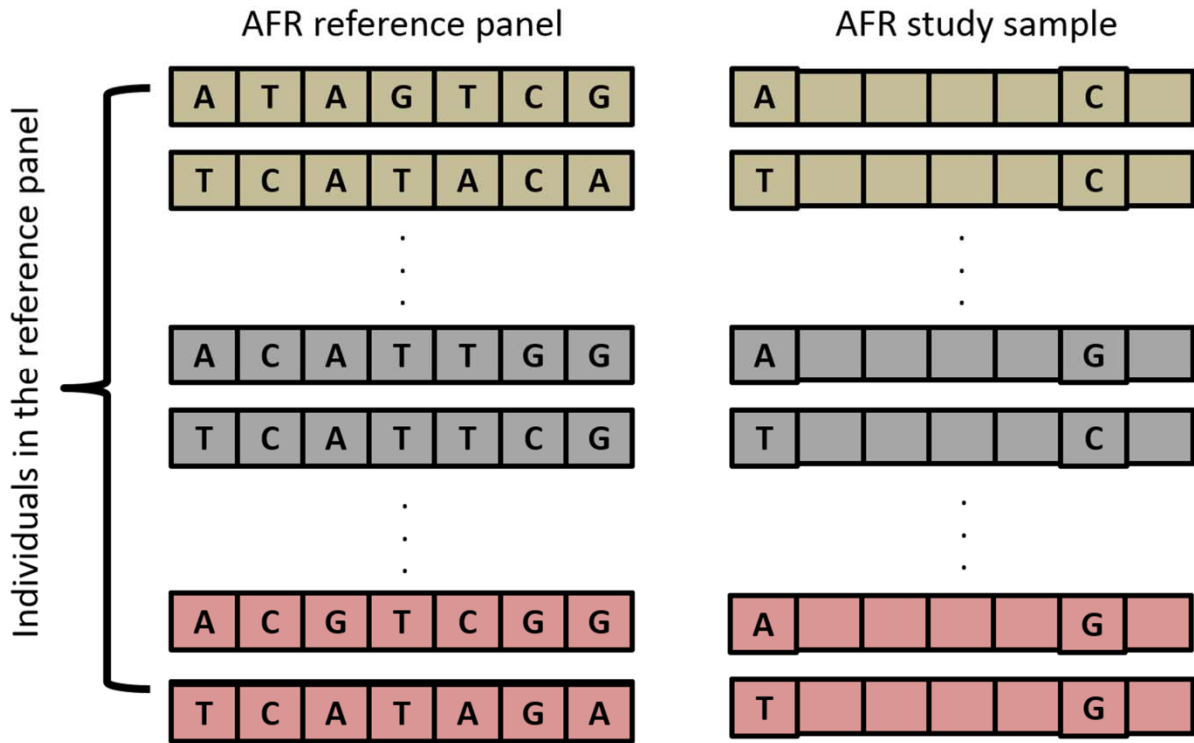 AFR reference panel AFR study sample
Individuals in the reference panel
A T A G T C G A C
T C A T A C A T C
A C A T T G G A G
T C A T T C G T C
A C G T C G G A G
T C A T A G A T G